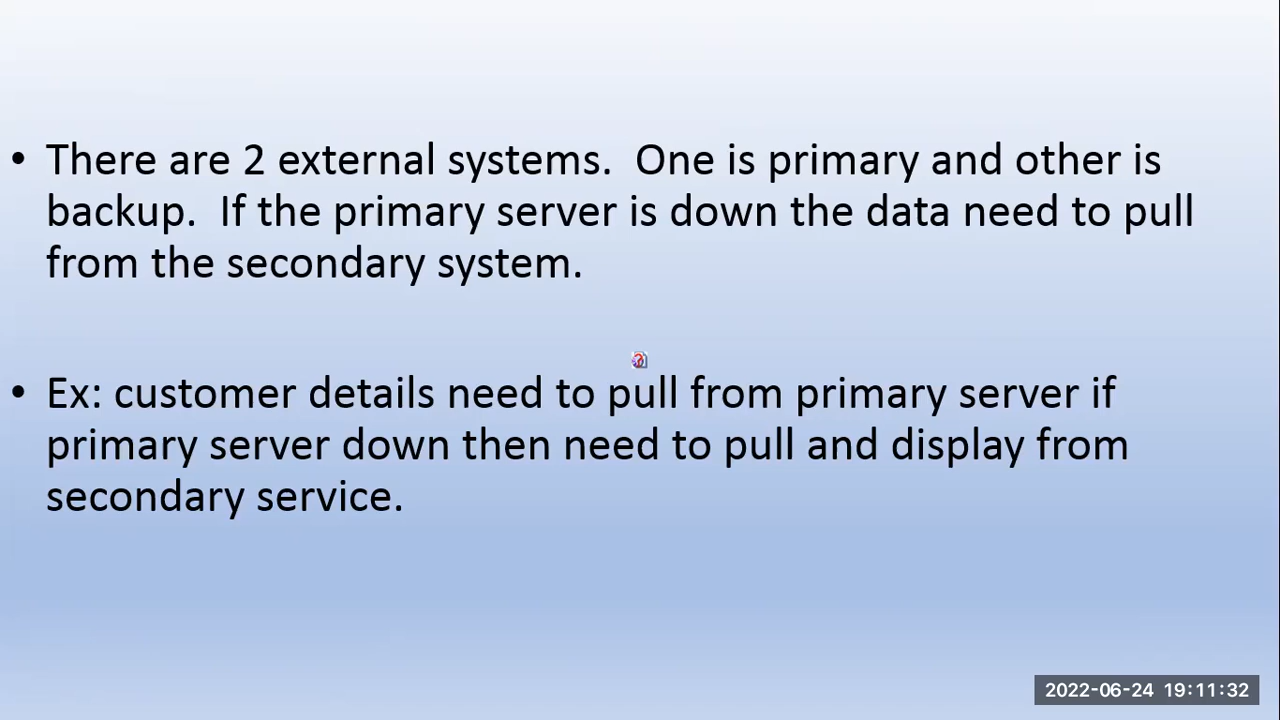 • There are 2 external systems.  One is primary and other is
backup.  If the primary server is down the data need to pull
from the secondary system.
• Ex: customer details need to pull from primary server if
primary server down then need to pull and display from
secondary service.
2022-06-24 19:11:32